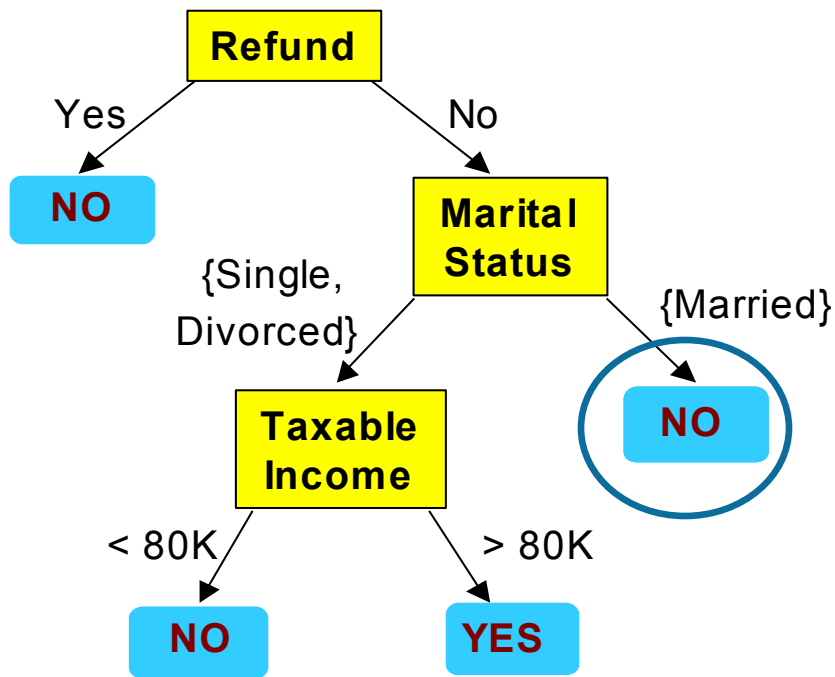 Refund
Yes
No
NO
Marital
Status
{Single,
Divorced}
{Married}
Taxable
Income
NO
< 80K
> 80K
NO
YES